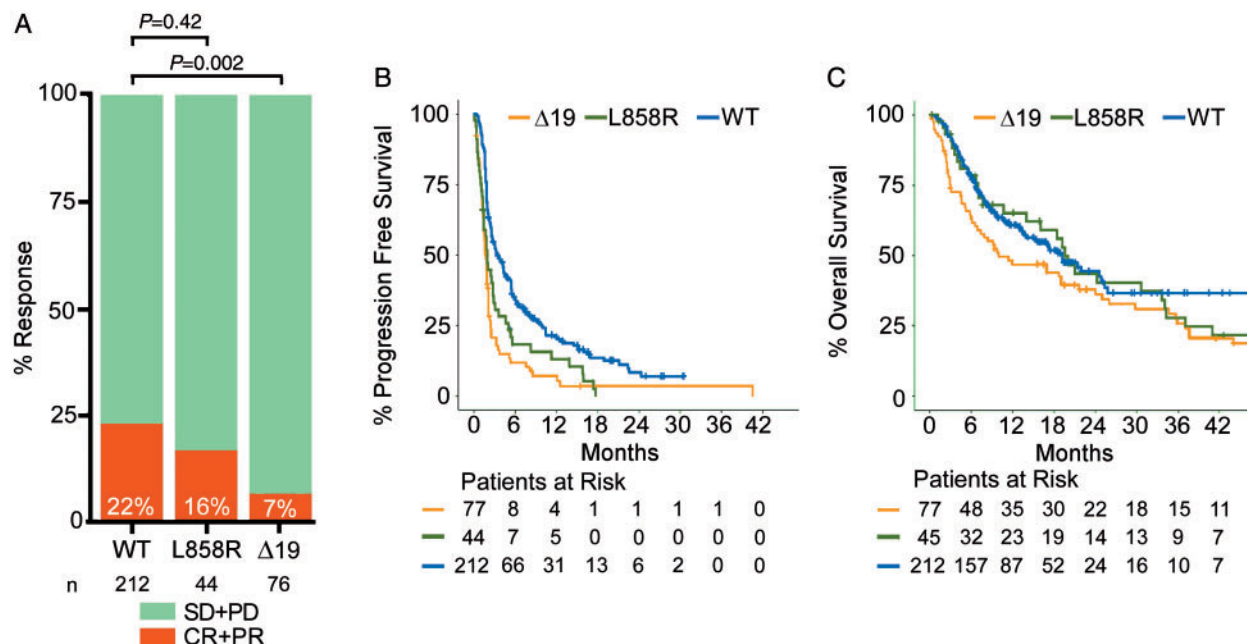 A
P=0.42
P=0.002
% Response
100
75
50
25
0
22%
16%
7%
WT L858R Δ19
n 212 44 76
SD+PD
CR+PR
B
% Progression Free Survival
Δ19 L858R WT
100
75
50
25
0
0 6 12 18 24 30 36 42
Months
Patients at Risk
77 8 4 1 1 1 1 0
44 7 5 0 0 0 0 0
212 66 31 13 6 2 0 0
C
% Overall Survival
Δ19 L858R WT
100
75
50
25
0
0 6 12 18 24 30 36 42
Months
Patients at Risk
77 48 35 30 22 18 15 11
45 32 23 19 14 13 9 7
212 157 87 52 24 16 10 7